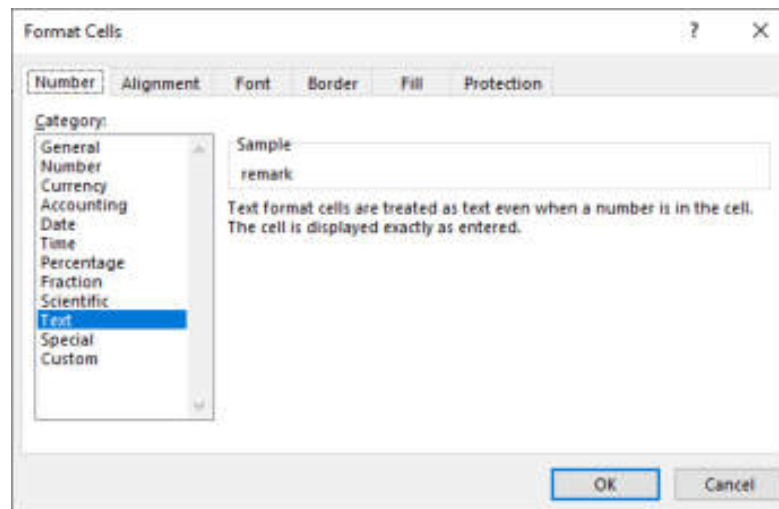 Format Cells ? ×
Number Alignment Font Border Fill Protection
Category:
General
Number
Currency
Accounting
Date
Time
Percentage
Fraction
Scientific
Text
Special
Custom
Sample
remark
Text format cells are treated as text even when a number is in the cell.
The cell is displayed exactly as entered.
OK Cancel